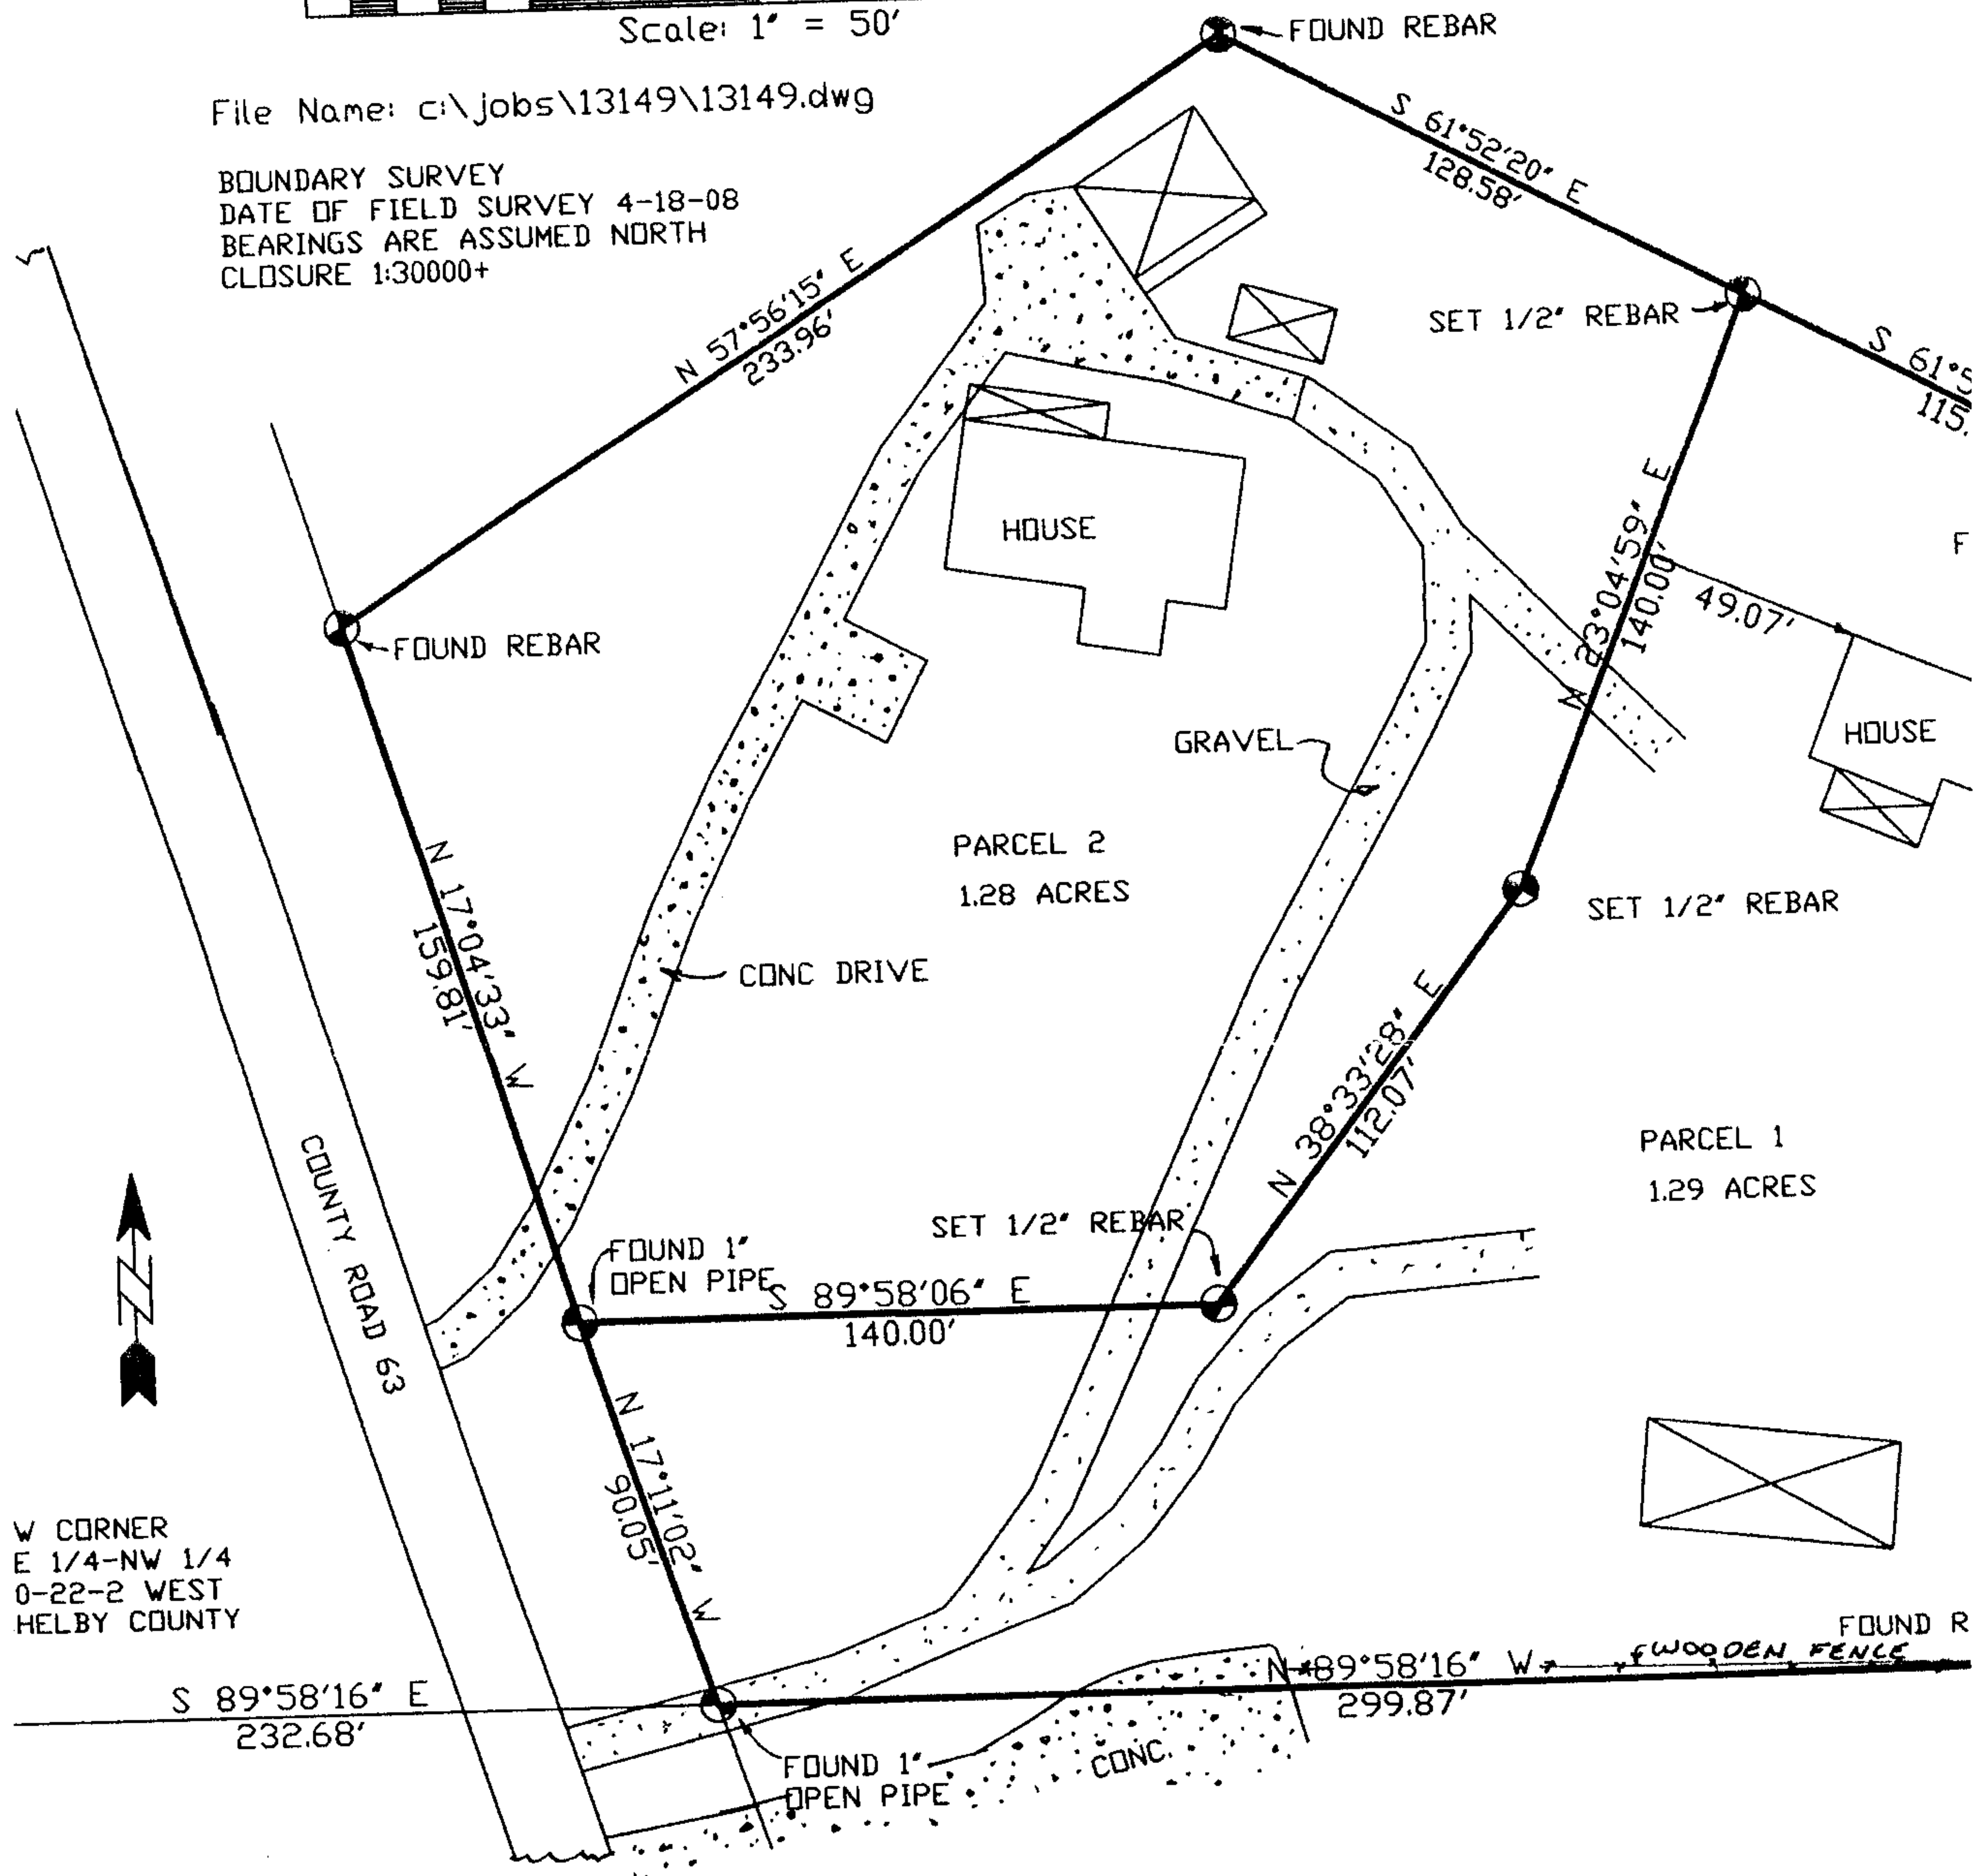 Scale: 1" = 50'
FOUND REBAR
File Name: c:\jobs\13149\13149.dwg
BOUNDARY SURVEY
DATE OF FIELD SURVEY 4-18-08
BEARINGS ARE ASSUMED NORTH
CLOSURE 1:30000+
S 61°52'20" E
128.58'
N 57°56'15" E
233.96'
SET 1/2" REBAR
S 61°5
115.
HOUSE
F
N 23°04'59" E
140.00'
49.07'
FOUND REBAR
HOUSE
GRAVEL
PARCEL 2
1.28 ACRES
SET 1/2" REBAR
N 17°04'33" W
159.81'
CONC DRIVE
N 38°33'28" E
112.07'
PARCEL 1
1.29 ACRES
COUNTY ROAD 63
N
SET 1/2" REBAR
FOUND 1"
OPEN PIPE
S 89°58'06" E
140.00'
N 17°11'02" W
90.05'
W CORNER
E 1/4-NW 1/4
0-22-2 WEST
HELBY COUNTY
FOUND R
WOODEN FENCE
N 89°58'16" W
299.87'
S 89°58'16" E
232.68'
FOUND 1"
OPEN PIPE
CONC.